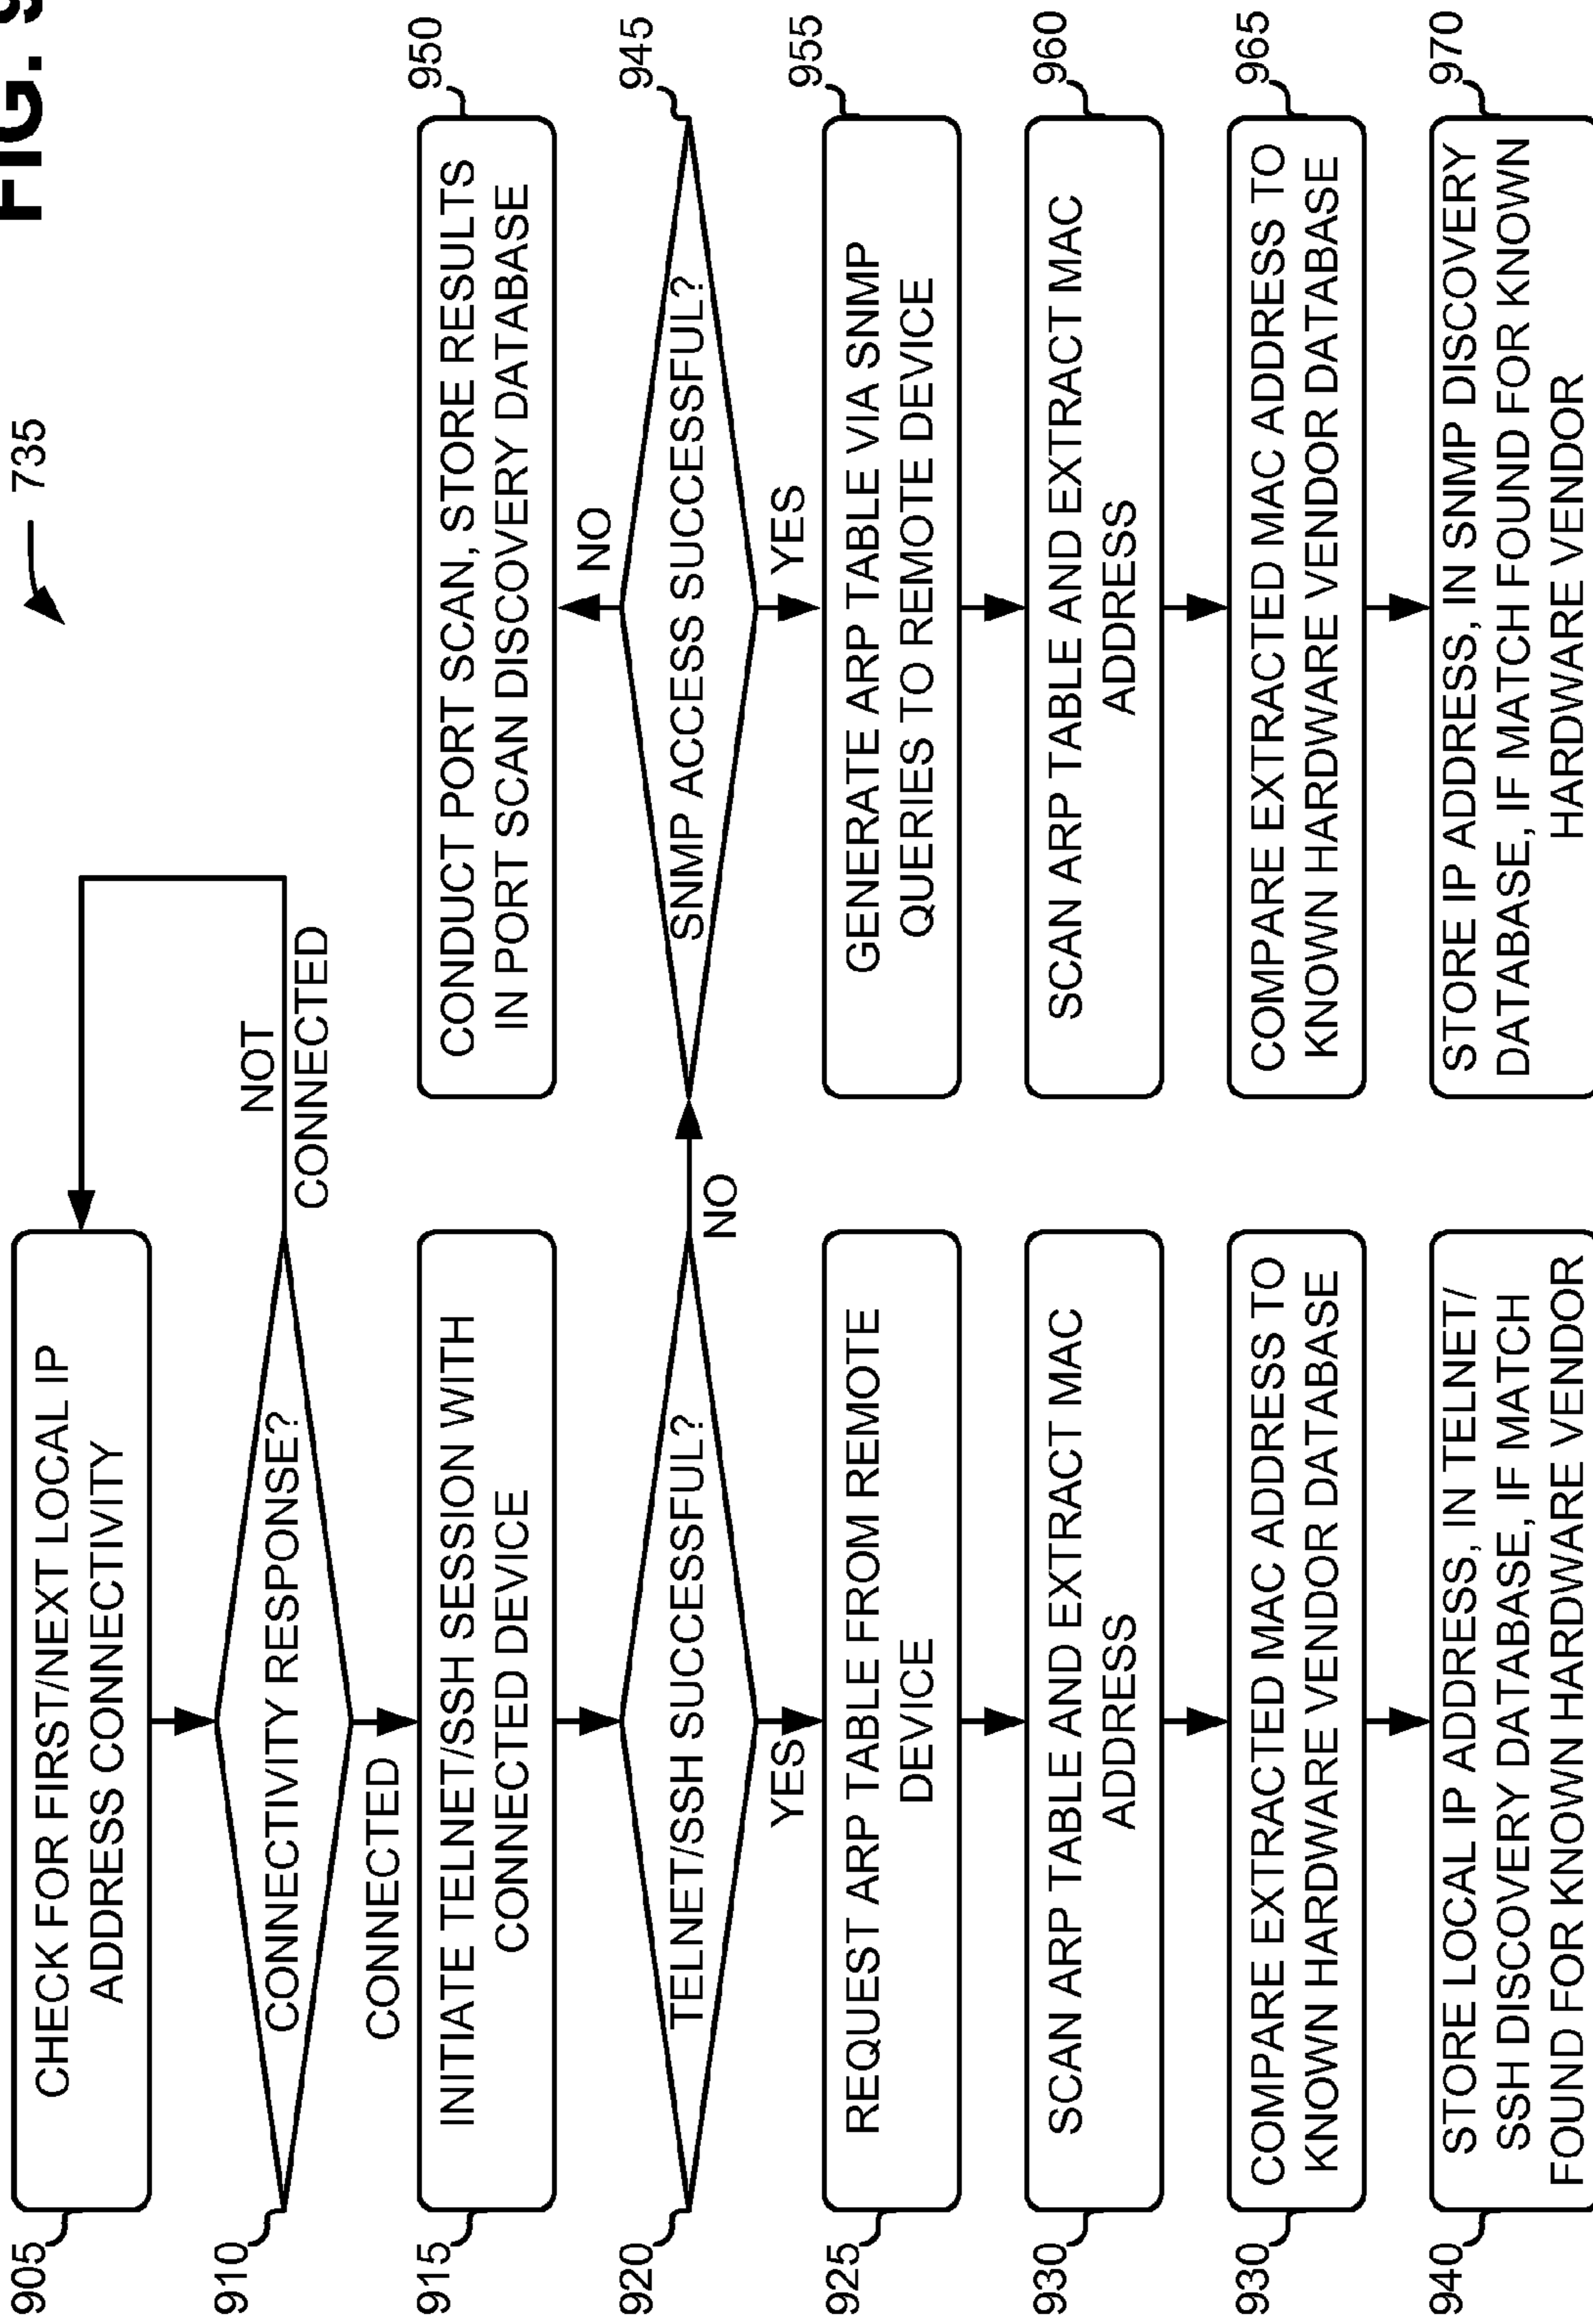 FIG. 9
735
905
CHECK FOR FIRST/NEXT LOCAL IP
ADDRESS CONNECTIVITY
910
CONNECTIVITY RESPONSE?
NOT
CONNECTED
CONNECTED
915
INITIATE TELNET/SSH SESSION WITH
CONNECTED DEVICE
920
TELNET/SSH SUCCESSFUL?
NO
YES
925
REQUEST ARP TABLE FROM REMOTE
DEVICE
930
SCAN ARP TABLE AND EXTRACT MAC
ADDRESS
930
COMPARE EXTRACTED MAC ADDRESS TO
KNOWN HARDWARE VENDOR DATABASE
940
STORE LOCAL IP ADDRESS, IN TELNET/
SSH DISCOVERY DATABASE, IF MATCH
FOUND FOR KNOWN HARDWARE VENDOR
950
CONDUCT PORT SCAN, STORE RESULTS
IN PORT SCAN DISCOVERY DATABASE
NO
945
SNMP ACCESS SUCCESSFUL?
YES
955
GENERATE ARP TABLE VIA SNMP
QUERIES TO REMOTE DEVICE
960
SCAN ARP TABLE AND EXTRACT MAC
ADDRESS
965
COMPARE EXTRACTED MAC ADDRESS TO
KNOWN HARDWARE VENDOR DATABASE
970
STORE IP ADDRESS, IN SNMP DISCOVERY
DATABASE, IF MATCH FOUND FOR KNOWN
HARDWARE VENDOR